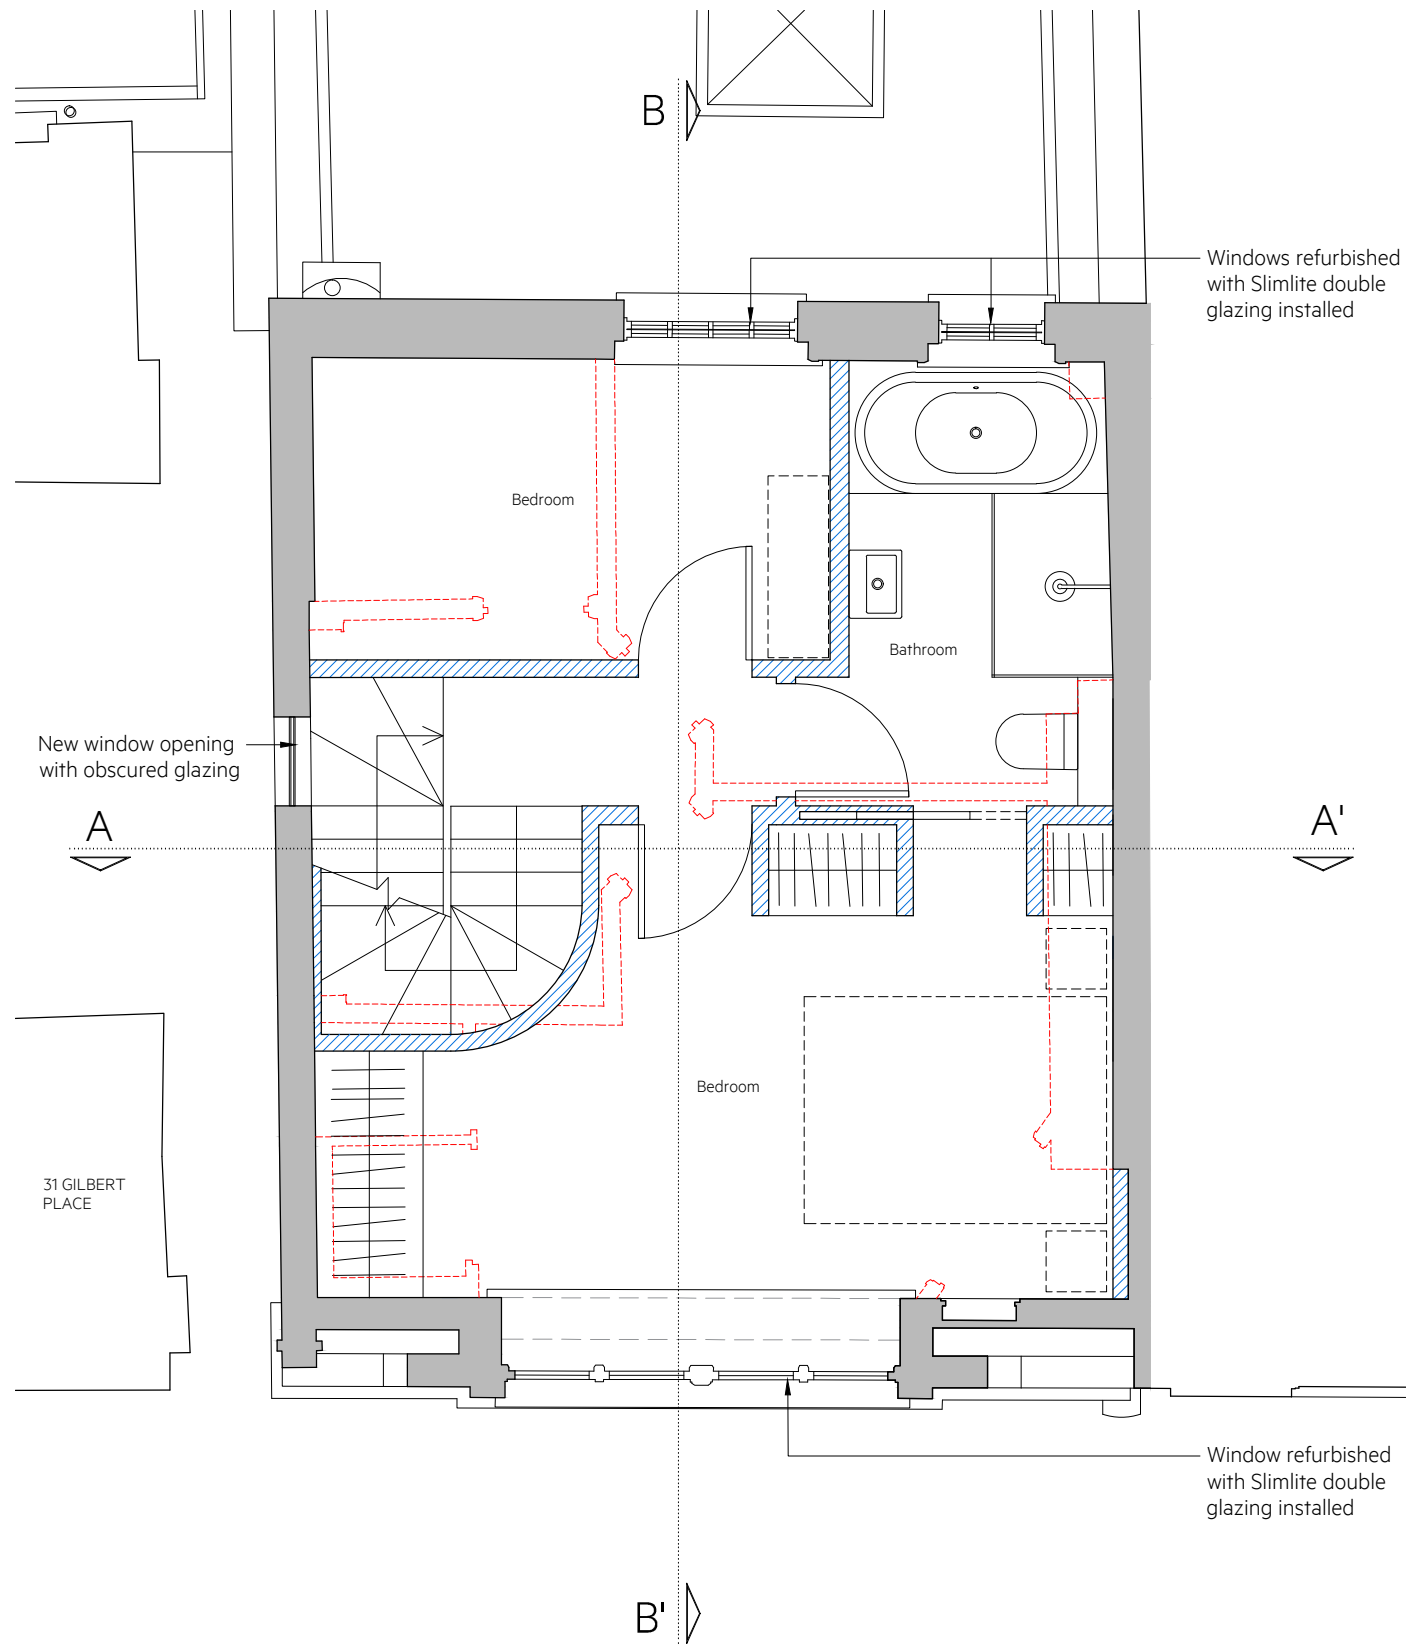 B
Windows refurbished
with Slimlite double
glazing installed
Bedroom
Bathroom
New window opening
with obscured glazing
A
A'
Bedroom
31 GILBERT
PLACE
Window refurbished
with Slimlite double
glazing installed
B'